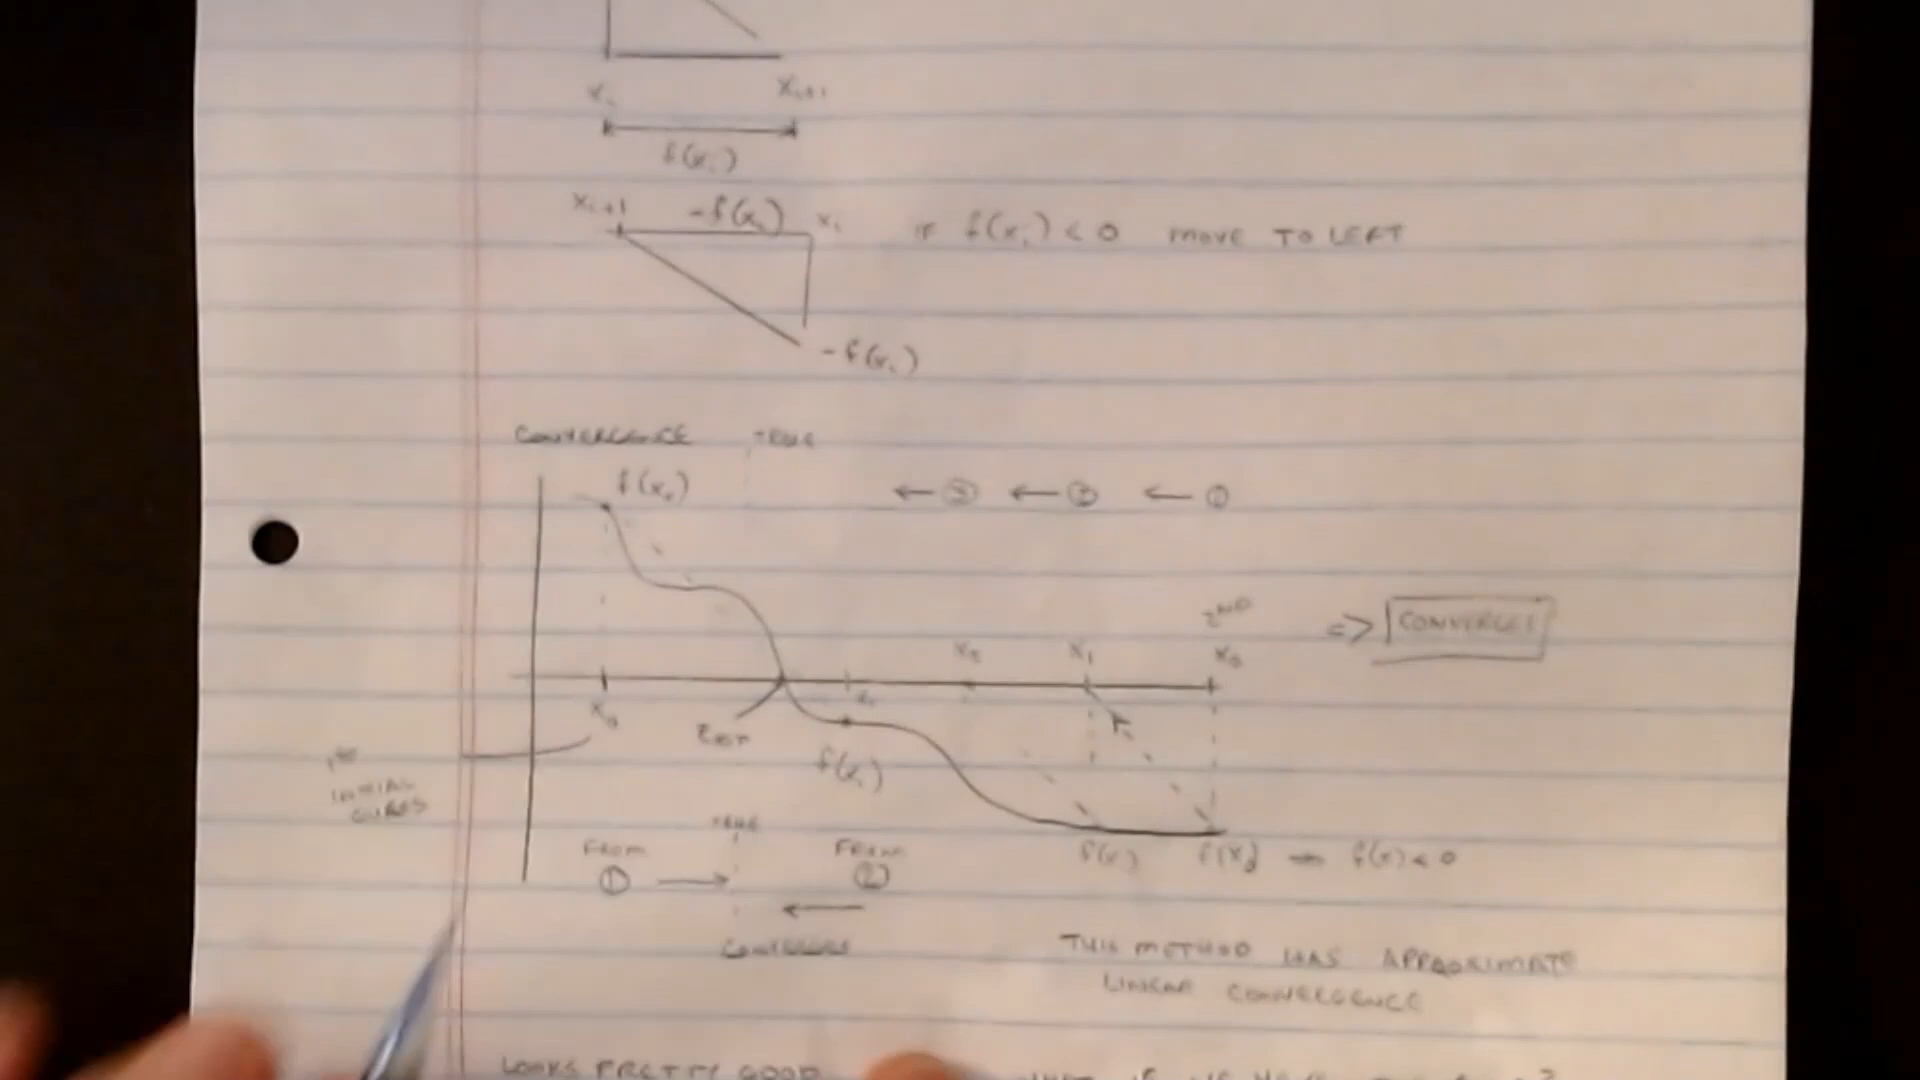 xᵢ xᵢ₊₁
f(xᵢ)
xᵢ₊₁ -f(xᵢ) xᵢ IF f(xᵢ) < 0 MOVE TO LEFT
-f(xᵢ)
CONVERGENCE TRUE
f(x₀) ← ③ ← ② ← ①
2ND => CONVERGES
x₂ x₁ x₀
x₀ x₁
ROOT
f(x₁)
1ST
INITIAL
GUESS
TRUE
FROM FROM
① → ②
←
f(x₁) f(x₀) f(x) < 0
CONVERGES
THIS METHOD HAS APPROXIMATE
LINEAR CONVERGENCE
LOOKS PRETTY GOOD